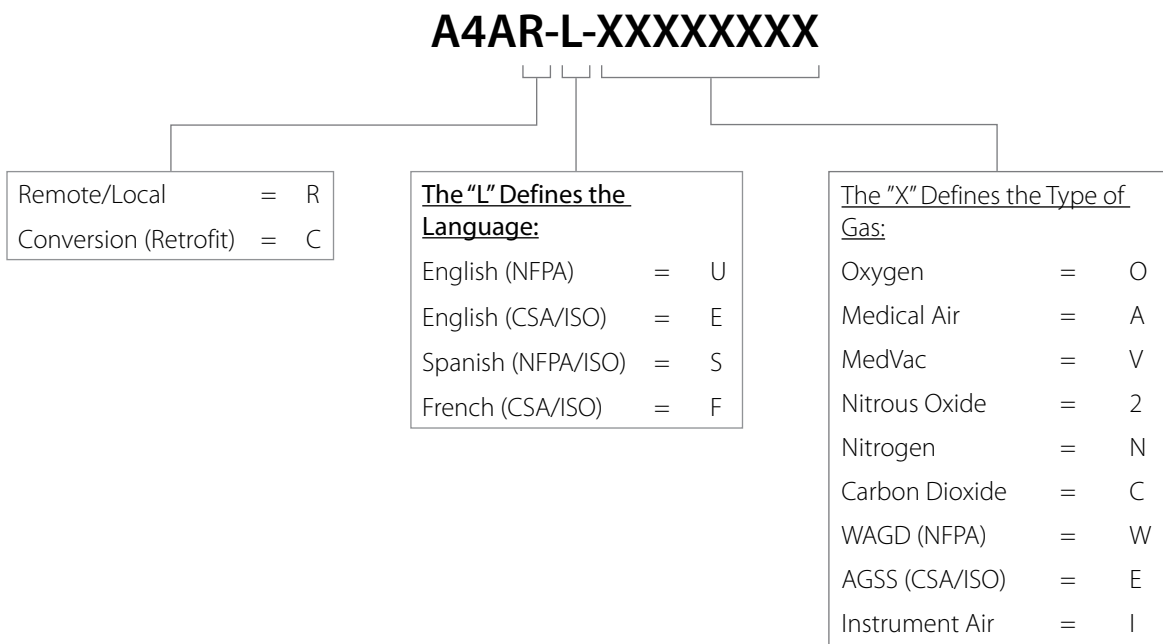 A4AR-L-XXXXXXXX
Remote/Local = R
Conversion (Retrofit) = C
The “L” Defines the
Language:
English (NFPA) = U
English (CSA/ISO) = E
Spanish (NFPA/ISO) = S
French (CSA/ISO) = F
The ”X” Defines the Type of
Gas:
Oxygen = O
Medical Air = A
MedVac = V
Nitrous Oxide = 2
Nitrogen = N
Carbon Dioxide = C
WAGD (NFPA) = W
AGSS (CSA/ISO) = E
Instrument Air = I